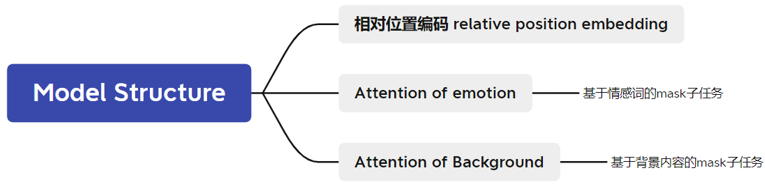 Model Structure
相对位置编码 relative position embedding
Attention of emotion
基于情感词的mask子任务
Attention of Background
基于背景内容的mask子任务